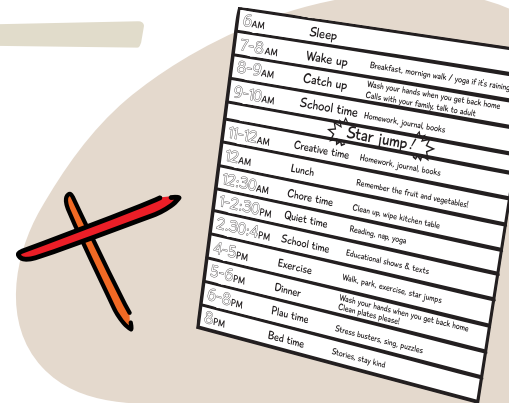 6AM Sleep
7-8AM Wake up Breakfast, mornign walk / yoga if it's raining
8-9AM Catch up Wash your hands when you get back home
Calls with your family, talk to adult
9-10AM School time Homework, journal, books
Star jump!
11-12AM Creative time Homework, journal, books
12AM Lunch Remember the fruit and vegetables!
12:30AM Chore time Clean up, wipe kitchen table
1-2:30PM Quiet time Reading, nap, yoga
2.30:4PM School time Educational shows & texts
4-5PM Exercise Walk, park, exercise, star jumps
5-6PM Dinner Wash your hands when you get back home
Clean plates please!
6-8PM Plau time Stress busters, sing, puzzles
8PM Bed time Stories, stay kind